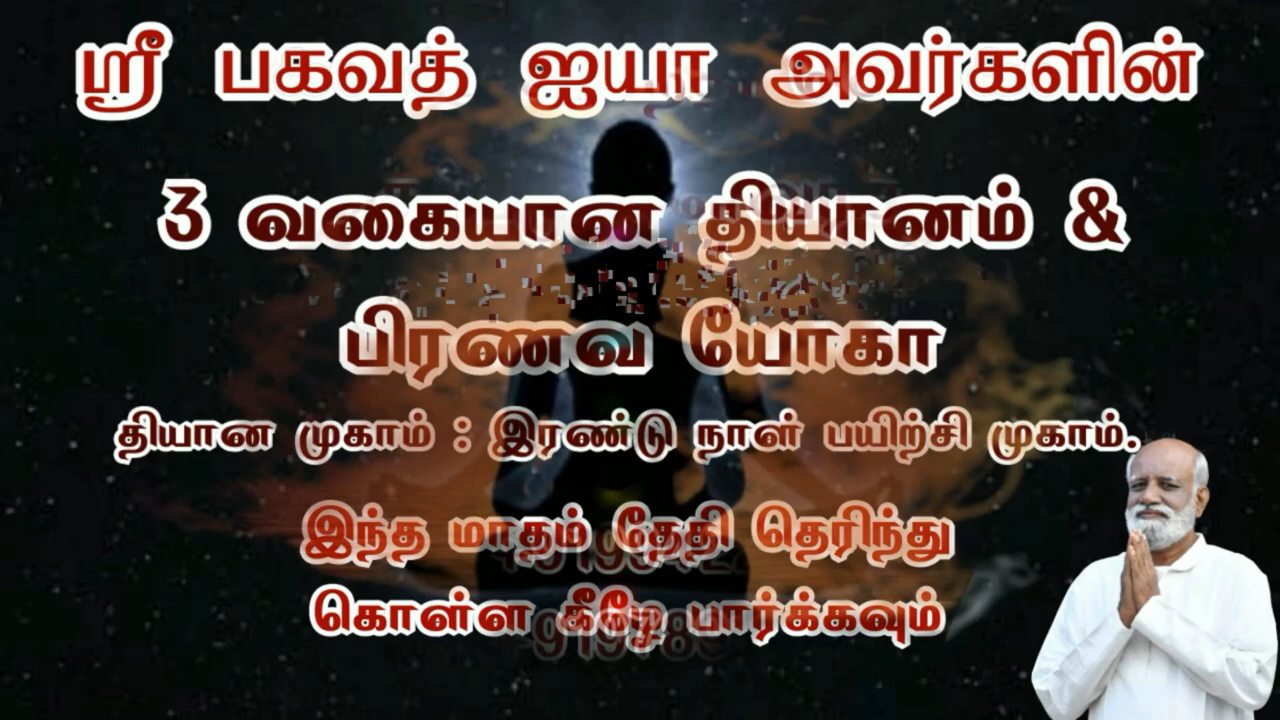 ஸ்ரீ பகவத் ஐயா அவர்களின்
3 வகையான தியானம் &
பிரணவ யோகா
தியான முகாம் : இரண்டு நாள் பயிற்சி முகாம்.
இந்த மாதம் தேதி தெரிந்து
கொள்ள கீழே பார்க்கவும்